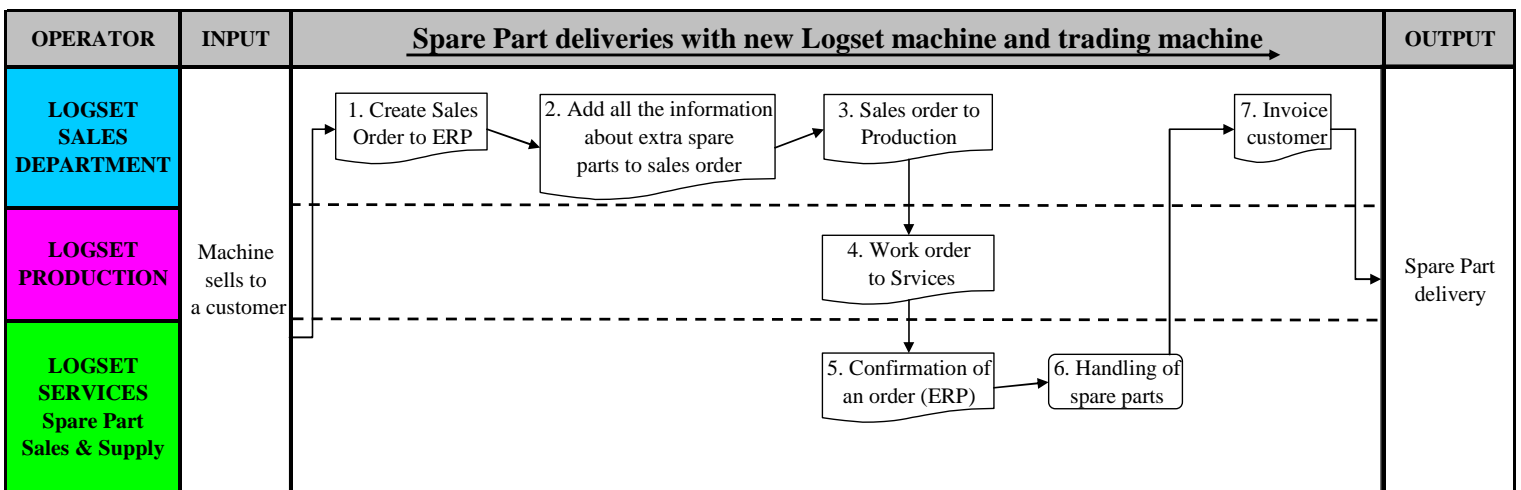 OPERATOR
INPUT
Spare Part deliveries with new Logset machine and trading machine
OUTPUT
LOGSET
SALES
DEPARTMENT
1. Create Sales
Order to ERP
2. Add all the information
about extra spare
parts to sales order
3. Sales order to
Production
7. Invoice
customer
LOGSET
PRODUCTION
Machine
sells to
a customer
4. Work order
to Srvices
Spare Part
delivery
LOGSET
SERVICES
Spare Part
Sales & Supply
5. Confirmation of
an order (ERP)
6. Handling of
spare parts